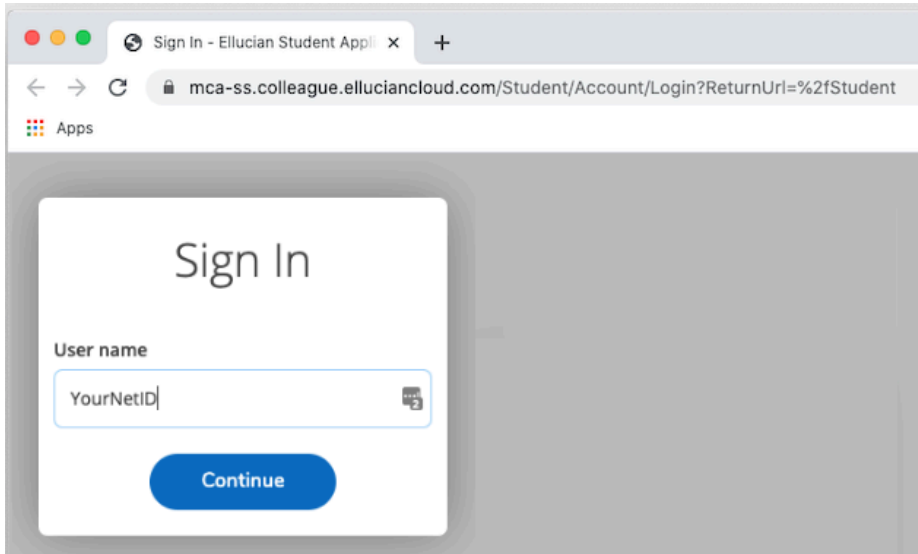 Sign In - Ellucian Student Appli
mca-ss.colleague.elluciancloud.com/Student/Account/Login?ReturnUrl=%2fStudent
Apps
Sign In
User name
YourNetID
2
Continue